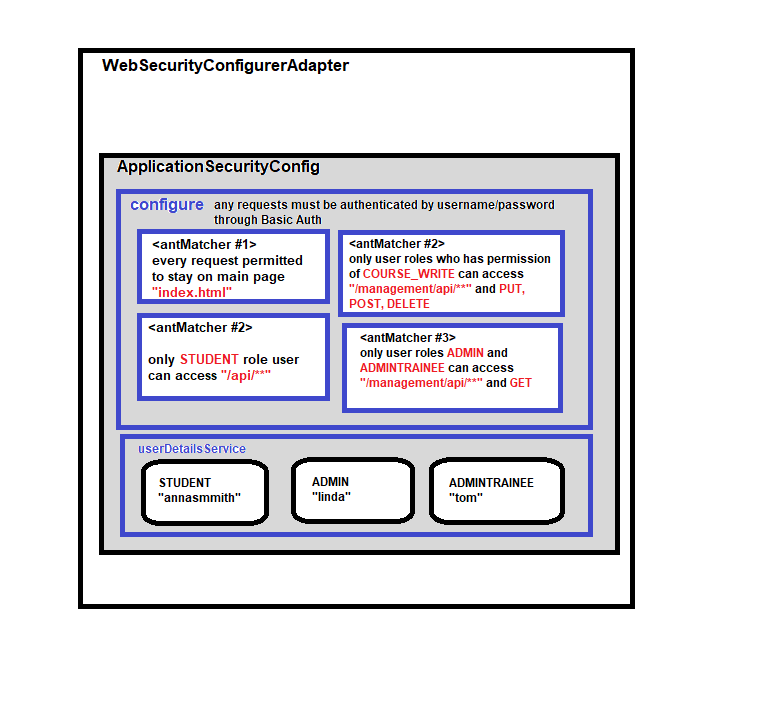 WebSecurityConfigurerAdapter
ApplicationSecurityConfig
configure
any requests must be authenticated by username/password
through Basic Auth
<antMatcher #1>
every request permitted
to stay on main page
"index.html"
<antMatcher #2>
only user roles who has permission
of COURSE_WRITE can access
"/management/api/**" and PUT,
POST, DELETE
<antMatcher #2>
only STUDENT role user
can access "/api/**"
<antMatcher #3>
only user roles ADMIN and
ADMINTRAINEE can access
"/management/api/**" and GET
userDetailsService
STUDENT
"annasmmith"
ADMIN
"linda"
ADMINTRAINEE
"tom"